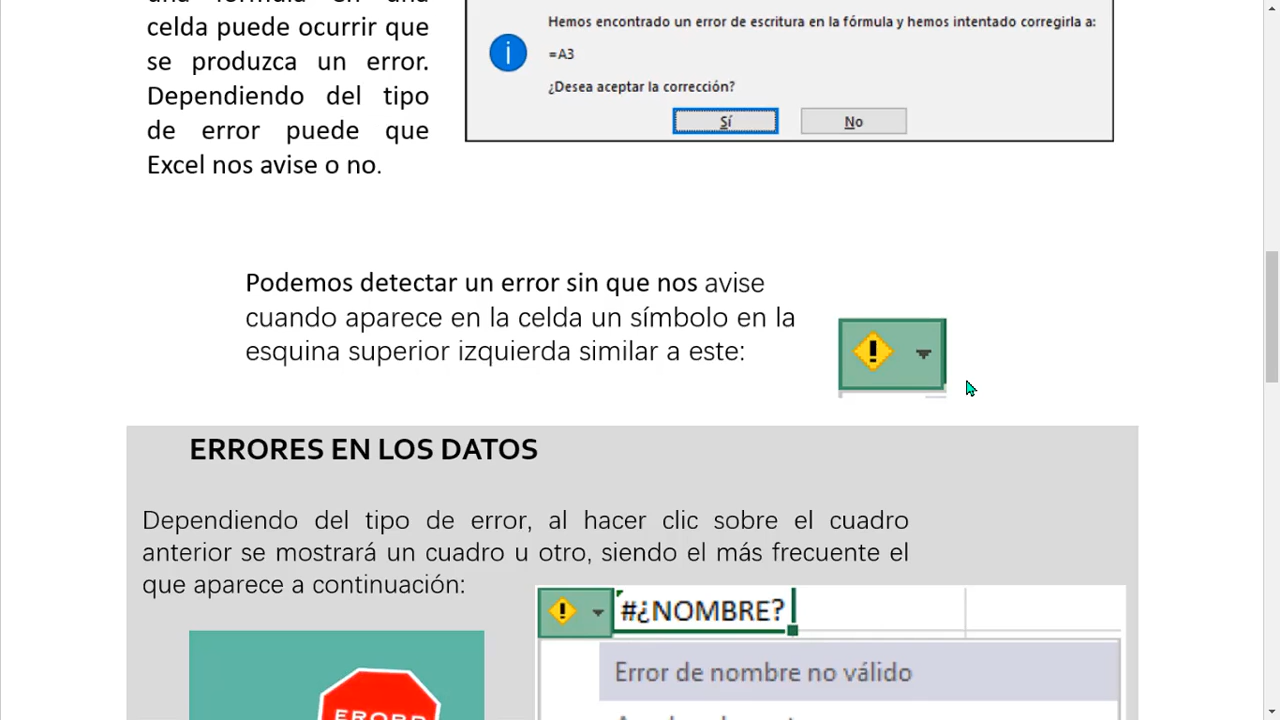 celda puede ocurrir que
se produzca un error.
Dependiendo del tipo
de error puede que
Excel nos avise o no.
Hemos encontrado un error de escritura en la fórmula y hemos intentado corregirla a:
=A3
¿Desea aceptar la corrección?
Sí
No
Podemos detectar un error sin que nos avise
cuando aparece en la celda un símbolo en la
esquina superior izquierda similar a este:
ERRORES EN LOS DATOS
Dependiendo del tipo de error, al hacer clic sobre el cuadro
anterior se mostrará un cuadro u otro, siendo el más frecuente el
que aparece a continuación:
#¿NOMBRE?
Error de nombre no válido